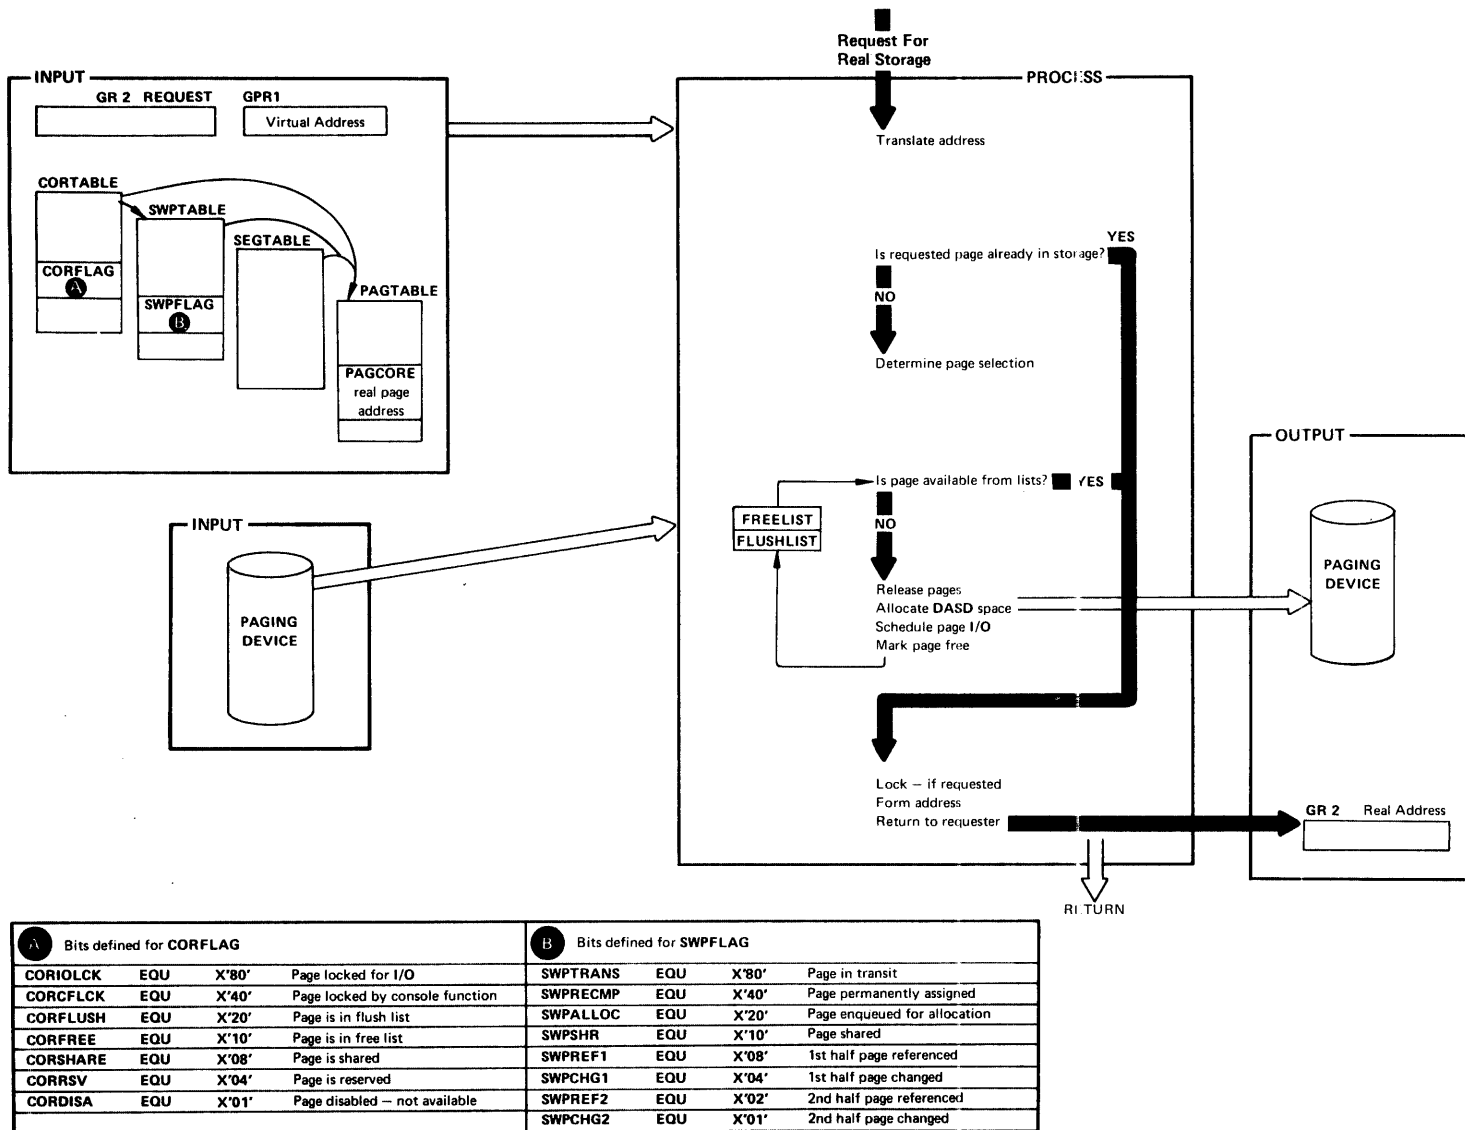 Request For
Real Storage
INPUT
PROCESS
GR 2 REQUEST GPR1
Virtual Address
Translate address
CORTABLE
SWPTABLE
SEGTABLE
CORFLAG
A
SWPFLAG
B
PAGTABLE
PAGCORE
real page
address
YES
Is requested page already in storage?
NO
Determine page selection
OUTPUT
Is page available from lists? YES
FREELIST
FLUSHLIST
NO
INPUT
PAGING
DEVICE
Release pages
Allocate DASD space
Schedule page I/O
Mark page free
PAGING
DEVICE
Lock – if requested
Form address
Return to requester
GR 2 Real Address
RETURN
A Bits defined for CORFLAG
CORIOLCK EQU X'80' Page locked for I/O
CORCFLCK EQU X'40' Page locked by console function
CORFLUSH EQU X'20' Page is in flush list
CORFREE EQU X'10' Page is in free list
CORSHARE EQU X'08' Page is shared
CORRSV EQU X'04' Page is reserved
CORDISA EQU X'01' Page disabled – not available
B Bits defined for SWPFLAG
SWPTRANS EQU X'80' Page in transit
SWPRECMP EQU X'40' Page permanently assigned
SWPALLOC EQU X'20' Page enqueued for allocation
SWPSHR EQU X'10' Page shared
SWPREF1 EQU X'08' 1st half page referenced
SWPCHG1 EQU X'04' 1st half page changed
SWPREF2 EQU X'02' 2nd half page referenced
SWPCHG2 EQU X'01' 2nd half page changed